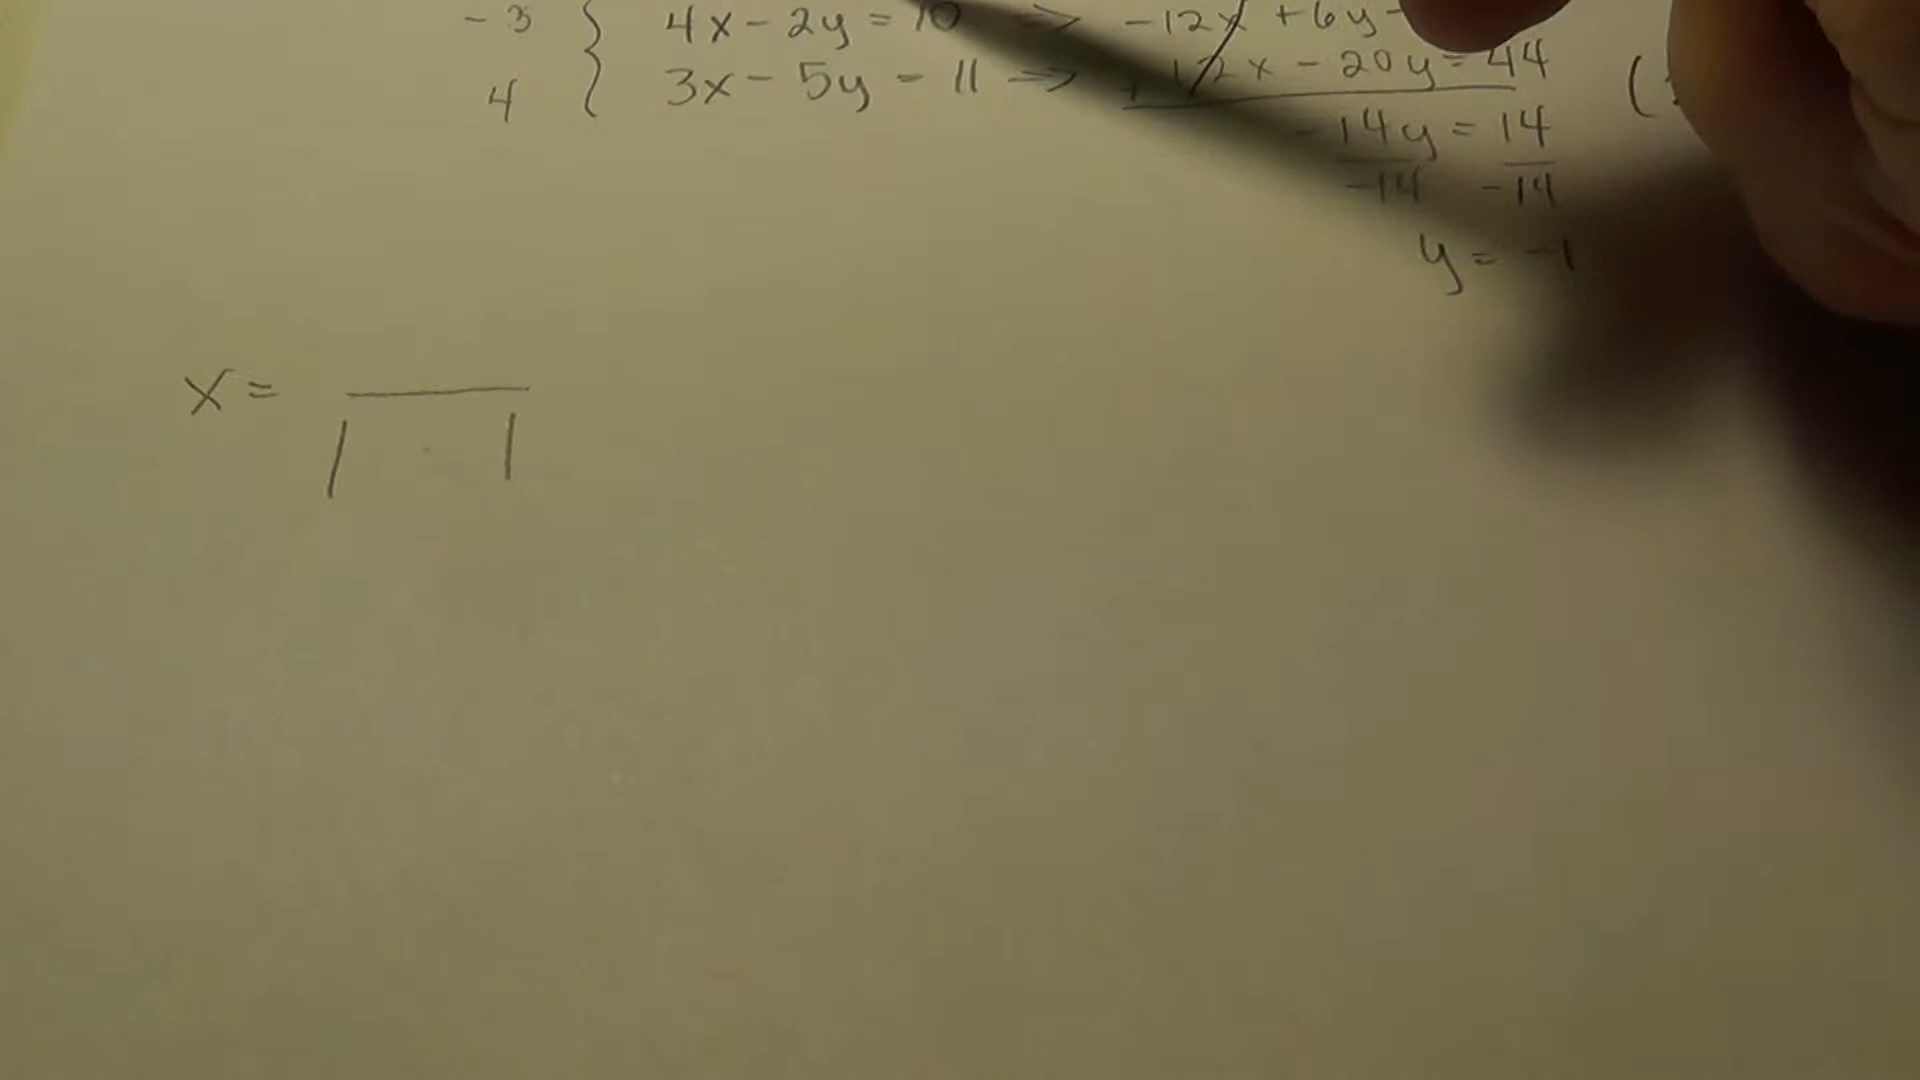 -3 { 4x - 2y = 10 => -12x + 6y -
4 3x - 5y = 11 => + 12x - 20y = 44 (
- 14y = 14
-14 -14
y = -1
x =
| |